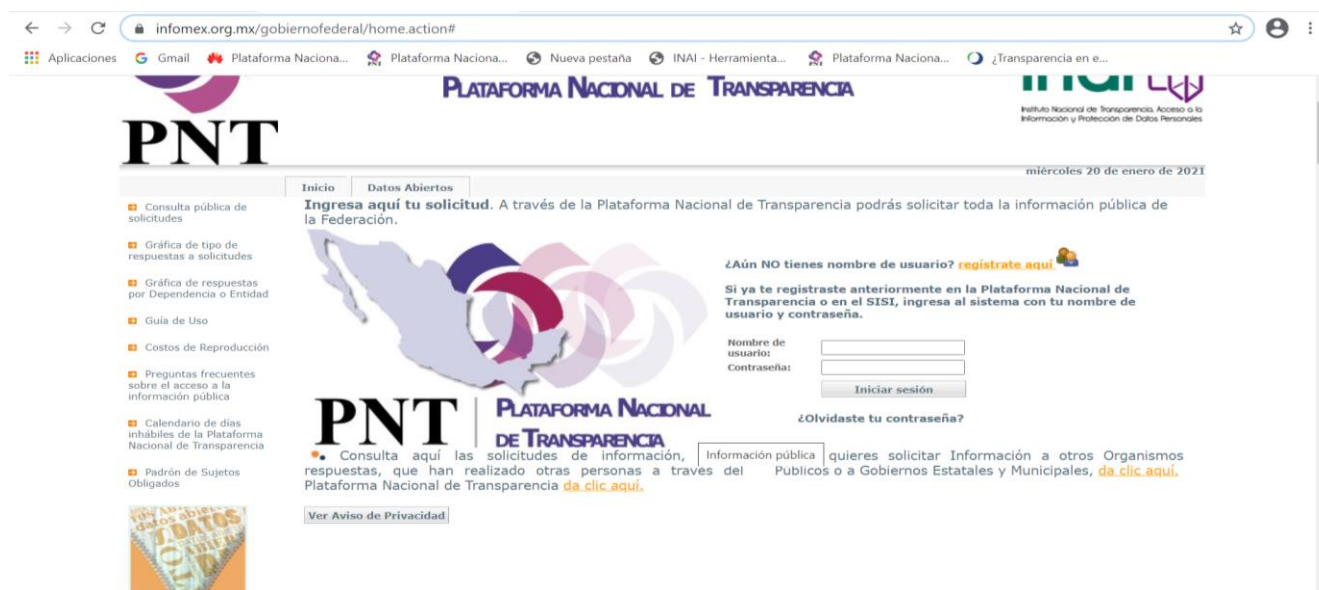 infomex.org.mx/gobiernofederal/home.action#
Aplicaciones Gmail Plataforma Naciona... Plataforma Naciona... Nueva pestaña INAI - Herramienta... Plataforma Naciona... ¿Transparencia en e...
PLATAFORMA NACIONAL DE TRANSPARENCIA
Instituto Nacional de Transparencia, Acceso a la
Información y Protección de Datos Personales
PNT
miércoles 20 de enero de 2021
Inicio Datos Abiertos
Consulta pública de
solicitudes
Gráfica de tipo de
respuestas a solicitudes
Gráfica de respuestas
por Dependencia o Entidad
Guía de Uso
Costos de Reproducción
Preguntas frecuentes
sobre el acceso a la
información pública
Calendario de días
inhábiles de la Plataforma
Nacional de Transparencia
Padrón de Sujetos
Obligados
Ingresa aquí tu solicitud. A través de la Plataforma Nacional de Transparencia podrás solicitar toda la información pública de
la Federación.
¿Aún NO tienes nombre de usuario? regístrate aquí
Si ya te registraste anteriormente en la Plataforma Nacional de
Transparencia o en el SISI, ingresa al sistema con tu nombre de
usuario y contraseña.
Nombre de
usuario:
Contraseña:
Iniciar sesión
¿Olvidaste tu contraseña?
PNT PLATAFORMA NACIONAL
DE TRANSPARENCIA
Consulta aquí las solicitudes de información,
respuestas, que han realizado otras personas a través del
Plataforma Nacional de Transparencia da clic aquí.
Información pública
quieres solicitar Información a otros Organismos
Publicos o a Gobiernos Estatales y Municipales, da clic aquí.
Ver Aviso de Privacidad
DATOS